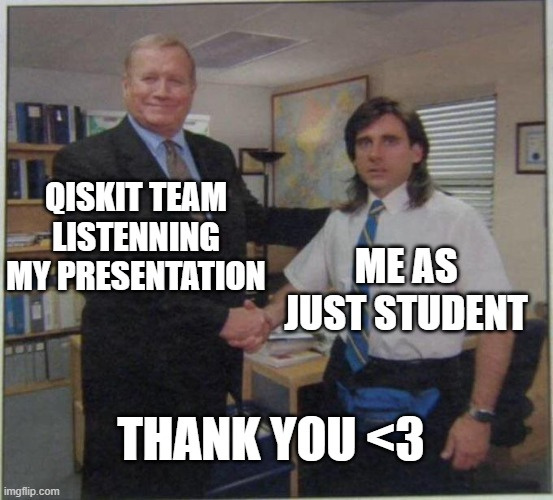 QISKIT TEAM
LISTENNING
MY PRESENTATION
ME AS
JUST STUDENT
THANK YOU <3
imgflip.com